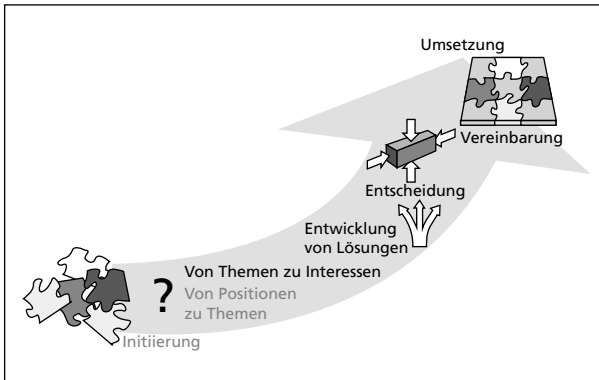 Umsetzung
Vereinbarung
Entscheidung
Entwicklung
von Lösungen
Von Themen zu Interessen
?
Von Positionen
zu Themen
Initiierung